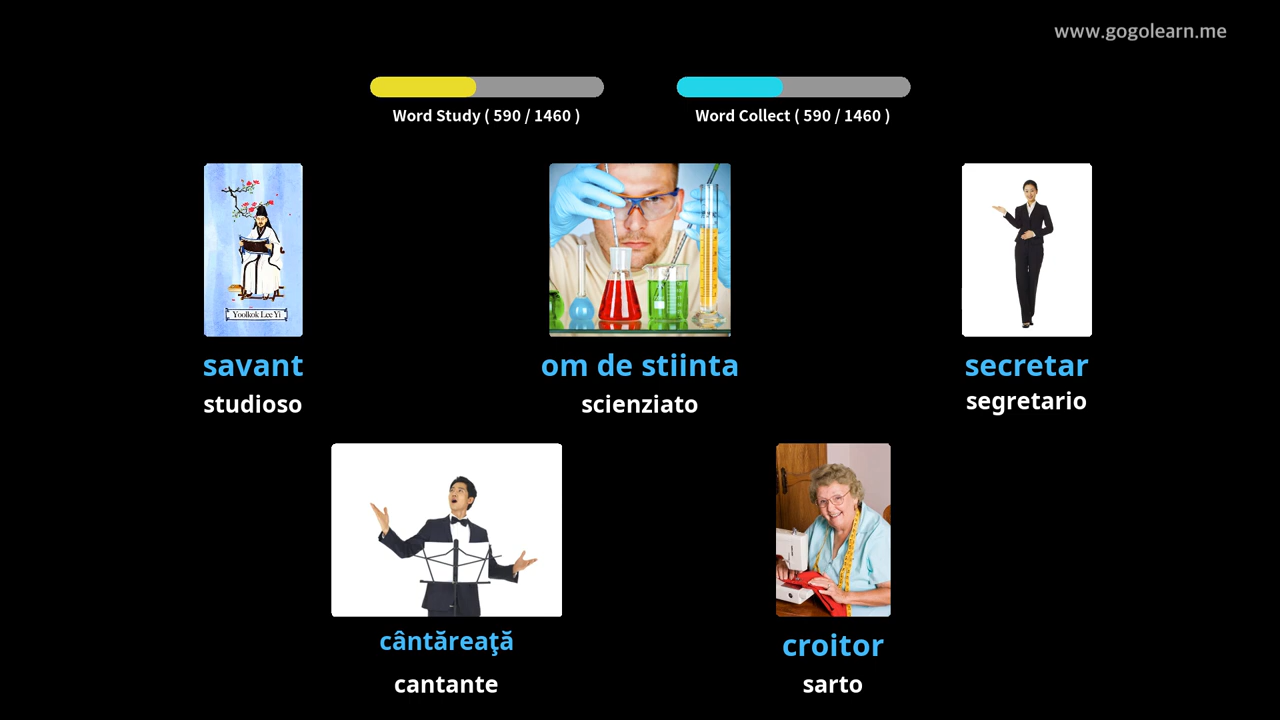 www.gogolearn.me
Word Study ( 590 / 1460 )
Word Collect ( 590 / 1460 )
Yoolkok Lee Yi
savant
om de stiinta
secretar
studioso
scienziato
segretario
cântăreaţă
croitor
cantante
sarto